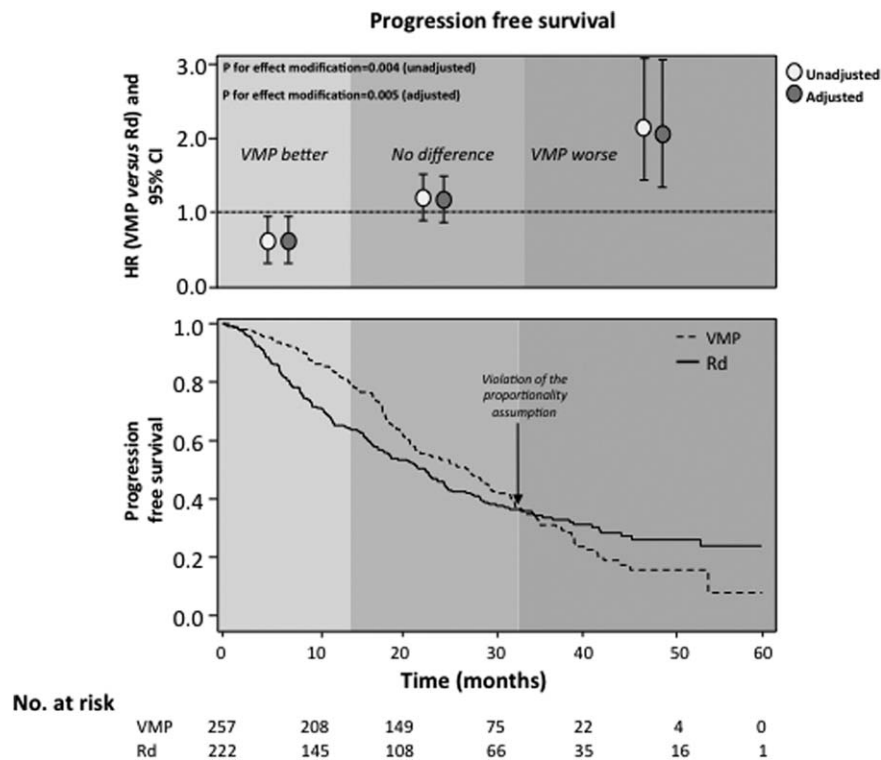 Progression free survival
HR (VMP versus Rd) and
95% CI
3.0
2.0
1.0
0.0
P for effect modification=0.004 (unadjusted)
P for effect modification=0.005 (adjusted)
VMP better
No difference
VMP worse
Unadjusted
Adjusted
Progression
free survival
1.0
0.8
0.6
0.4
0.2
0.0
VMP
Rd
Violation of the
proportionality
assumption
0 10 20 30 40 50 60
Time (months)
No. at risk
VMP 257 208 149 75 22 4 0
Rd 222 145 108 66 35 16 1